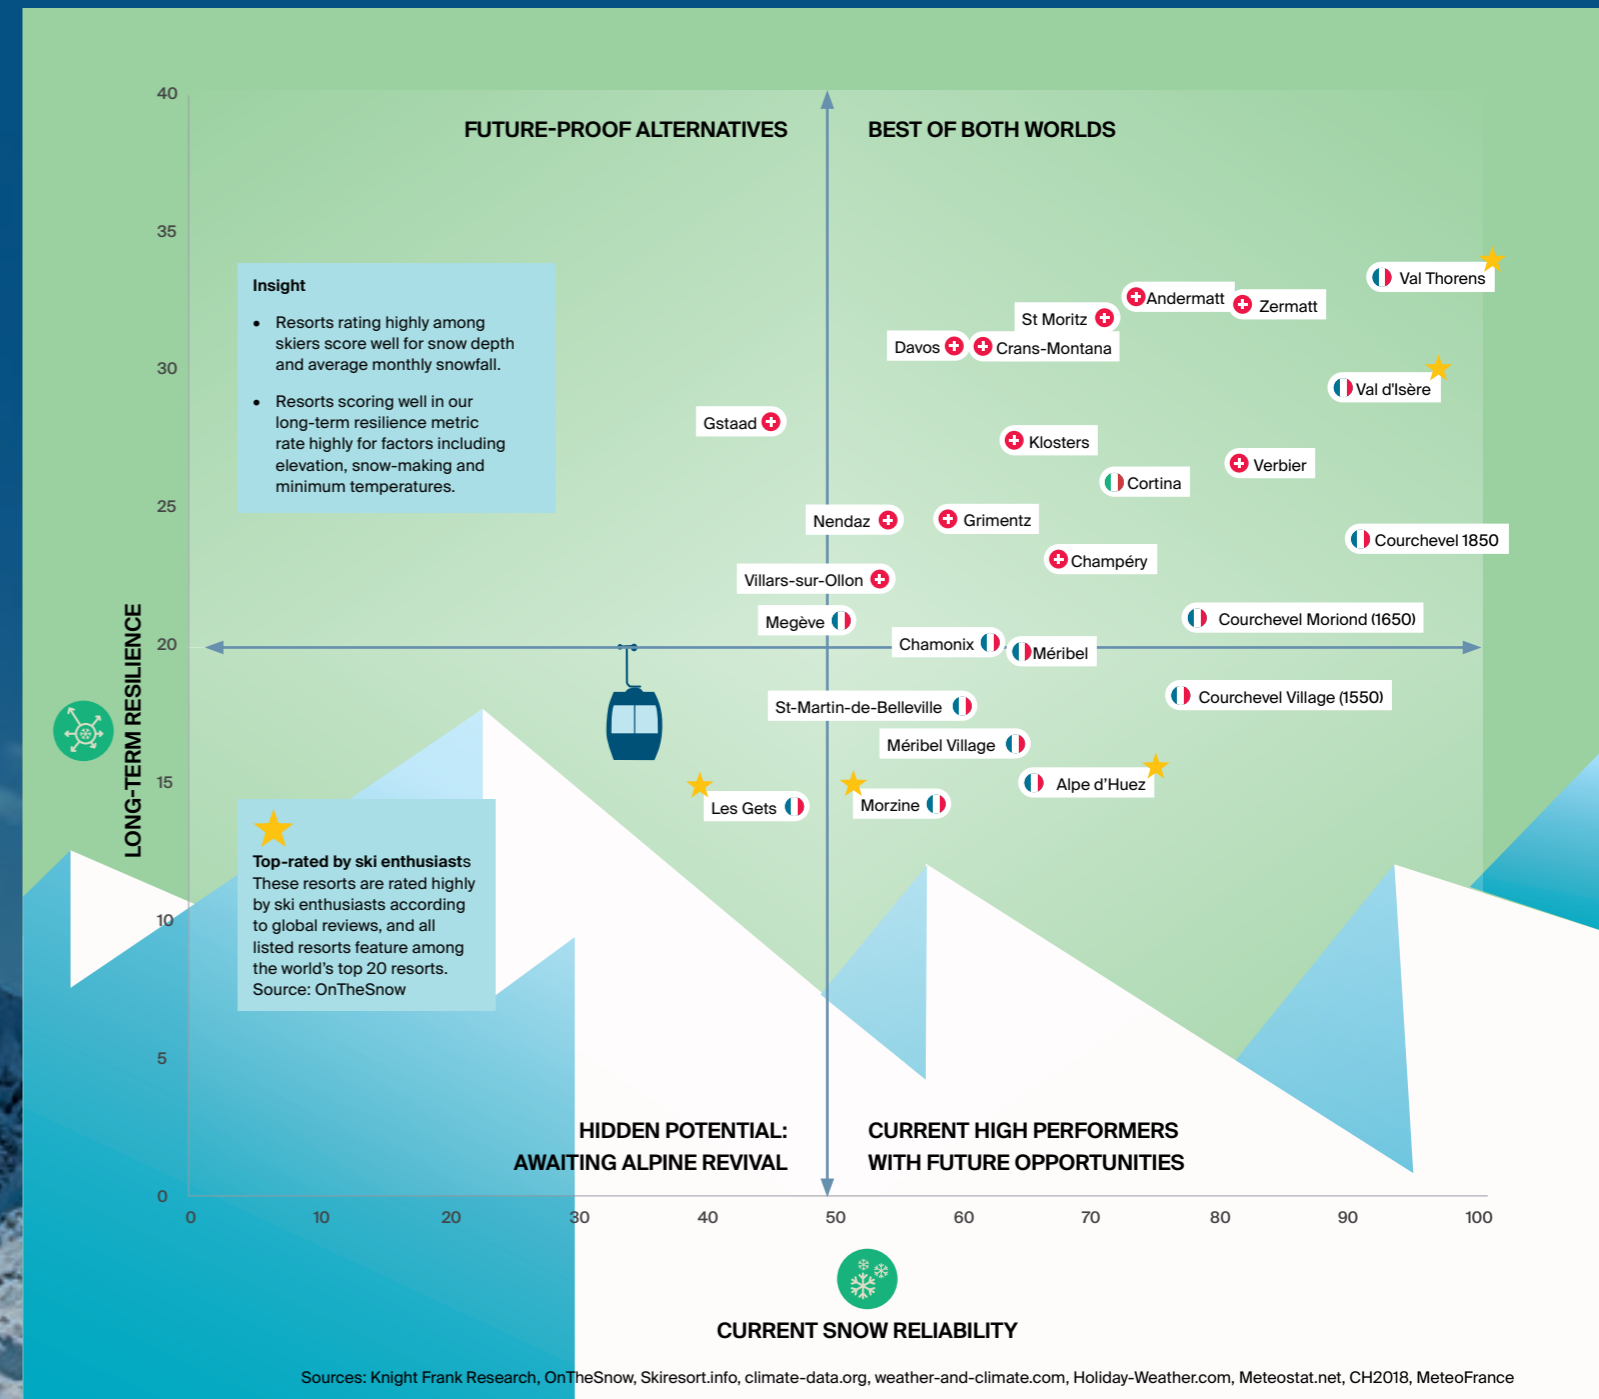 40
FUTURE-PROOF ALTERNATIVES
BEST OF BOTH WORLDS
35
Insight
• Resorts rating highly among
skiers score well for snow depth
and average monthly snowfall.
• Resorts scoring well in our
long-term resilience metric
rate highly for factors including
elevation, snow-making and
minimum temperatures.
Val Thorens
Andermatt
Zermatt
St Moritz
Davos
Crans-Montana
30
Val d'Isère
Gstaad
Klosters
Verbier
Cortina
25
Nendaz
Grimentz
Courchevel 1850
Champéry
Villars-sur-Ollon
Megève
Courchevel Moriond (1650)
20
Chamonix
Méribel
LONG-TERM RESILIENCE
Courchevel Village (1550)
St-Martin-de-Belleville
Méribel Village
15
Alpe d’Huez
Les Gets
Morzine
Top-rated by ski enthusiasts
These resorts are rated highly
by ski enthusiasts according
to global reviews, and all
listed resorts feature among
the world’s top 20 resorts.
Source: OnTheSnow
10
5
HIDDEN POTENTIAL:
AWAITING ALPINE REVIVAL
CURRENT HIGH PERFORMERS
WITH FUTURE OPPORTUNITIES
0
0 10 20 30 40 50 60 70 80 90 100
CURRENT SNOW RELIABILITY
Sources: Knight Frank Research, OnTheSnow, Skiresort.info, climate-data.org, weather-and-climate.com, Holiday-Weather.com, Meteostat.net, CH2018, MeteoFrance